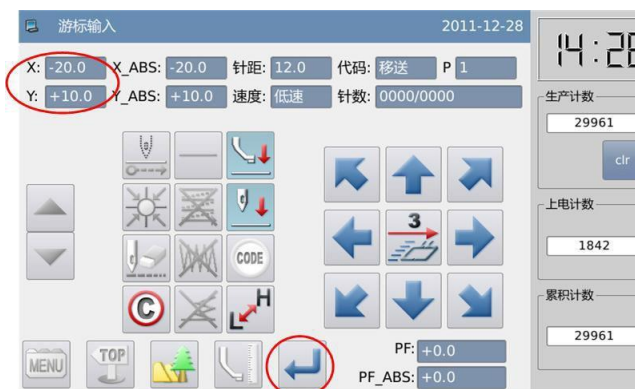 游标输入 2011-12-28
X: -20.0 X_ABS: -20.0 针距: 12.0 代码: 移送 P 1
Y: +10.0 Y_ABS: +10.0 速度: 低速 针数: 0000/0000
生产计数
29961
clr
上电计数
1842
累积计数
29961
3
CODE
C
H
MENU
TOP
PF: +0.0
PF_ABS: +0.0